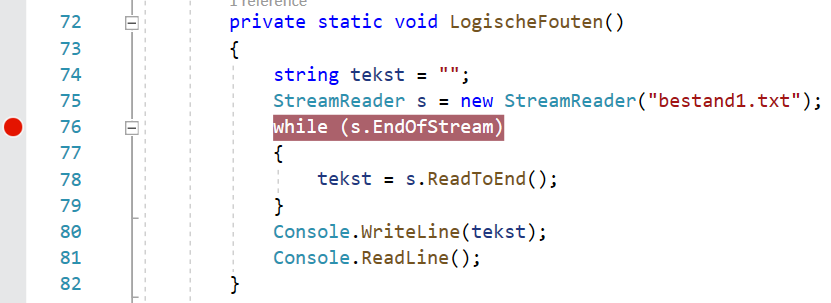 1 reference
72 private static void LogischeFouten()
73 {
74 string tekst = "";
75 StreamReader s = new StreamReader("bestand1.txt");
76 while (s.EndOfStream)
77 {
78 tekst = s.ReadToEnd();
79 }
80 Console.WriteLine(tekst);
81 Console.ReadLine();
82 }